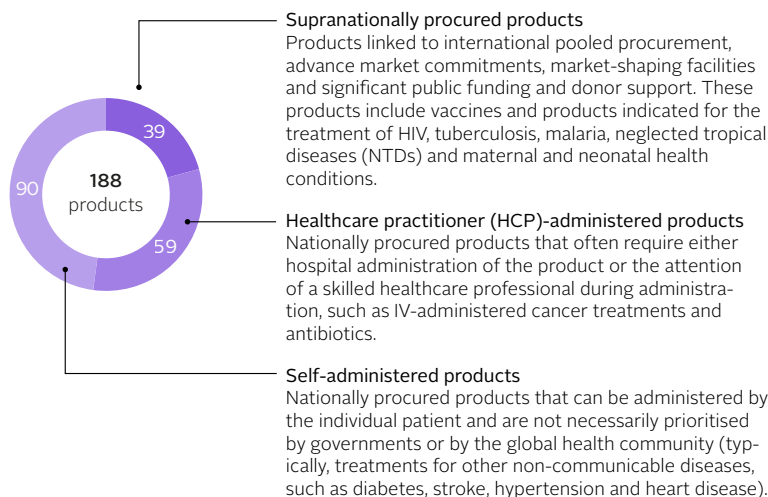 Supranationally procured products
Products linked to international pooled procurement,
advance market commitments, market-shaping facilities
and significant public funding and donor support. These
products include vaccines and products indicated for the
treatment of HIV, tuberculosis, malaria, neglected tropical
diseases (NTDs) and maternal and neonatal health
conditions.
39
90
188
products
59
Healthcare practitioner (HCP)-administered products
Nationally procured products that often require either
hospital administration of the product or the attention
of a skilled healthcare professional during administra-
tion, such as IV-administered cancer treatments and
antibiotics.
Self-administered products
Nationally procured products that can be administered by
the individual patient and are not necessarily prioritised
by governments or by the global health community (typ-
ically, treatments for other non-communicable diseases,
such as diabetes, stroke, hypertension and heart disease).